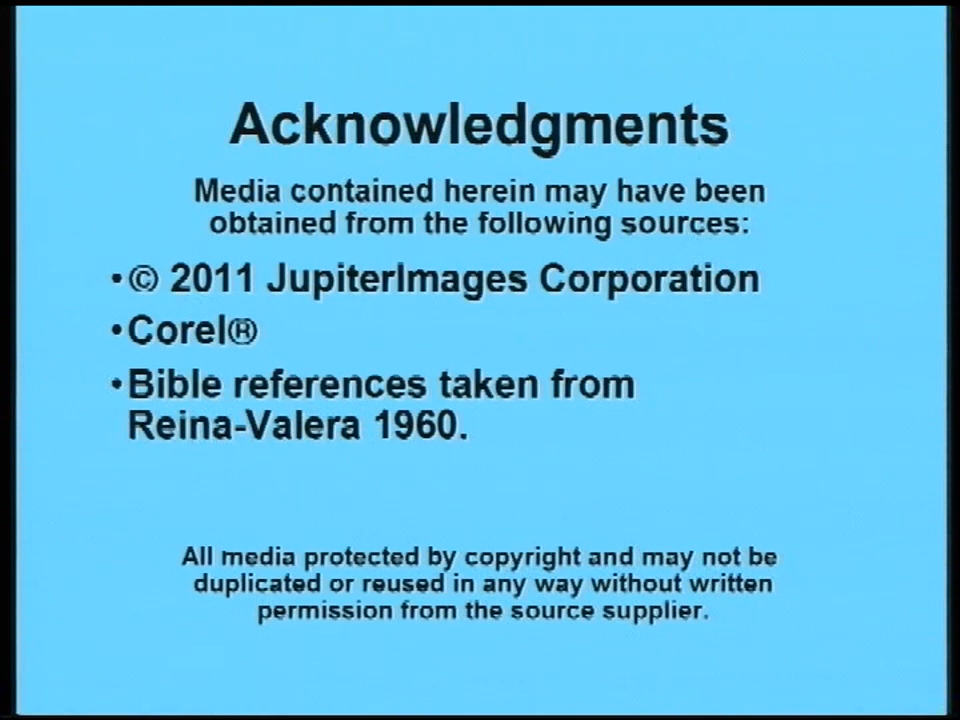 Acknowledgments
Media contained herein may have been
obtained from the following sources:
•© 2011 JupiterImages Corporation
•Corel®
•Bible references taken from
Reina-Valera 1960.
All media protected by copyright and may not be
duplicated or reused in any way without written
permission from the source supplier.